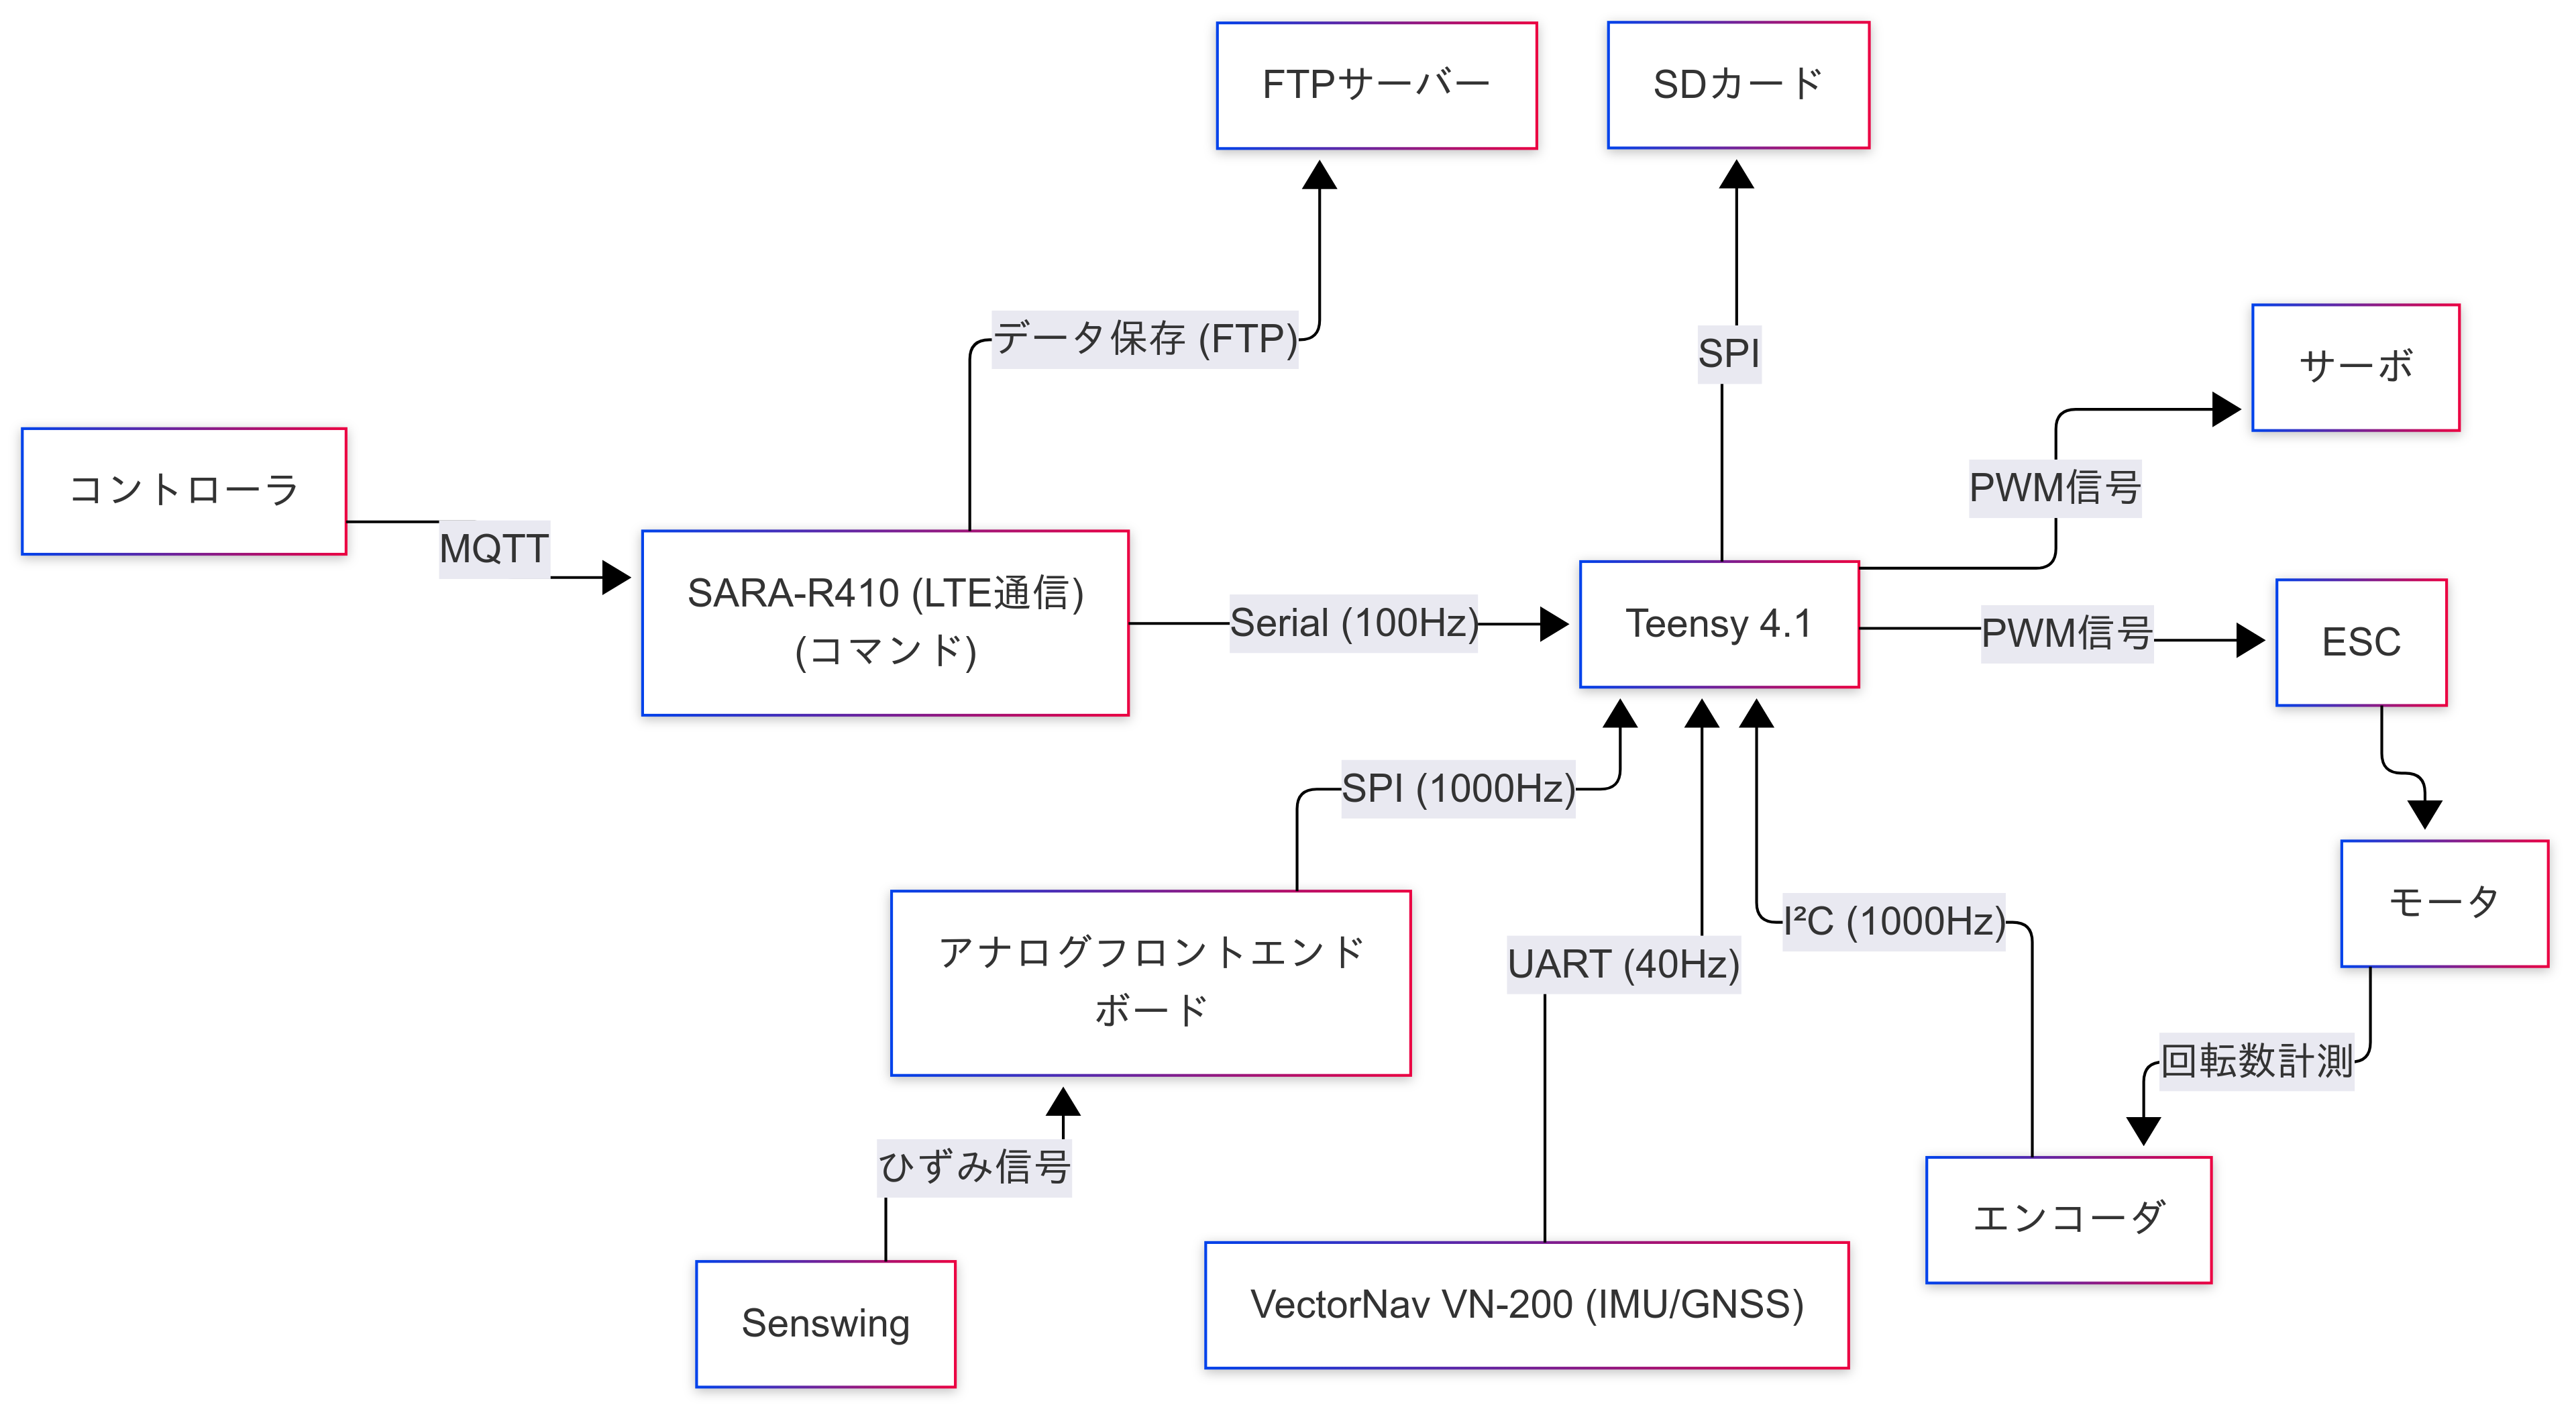 FTPサーバー
SDカード
データ保存 (FTP)
SPI
サーボ
コントローラ
PWM信号
MQTT
SARA-R410 (LTE通信)
(コマンド)
Serial (100Hz)
Teensy 4.1
PWM信号
ESC
SPI (1000Hz)
モータ
アナログフロントエンド
ボード
I²C (1000Hz)
UART (40Hz)
回転数計測
ひずみ信号
エンコーダ
Senswing
VectorNav VN-200 (IMU/GNSS)